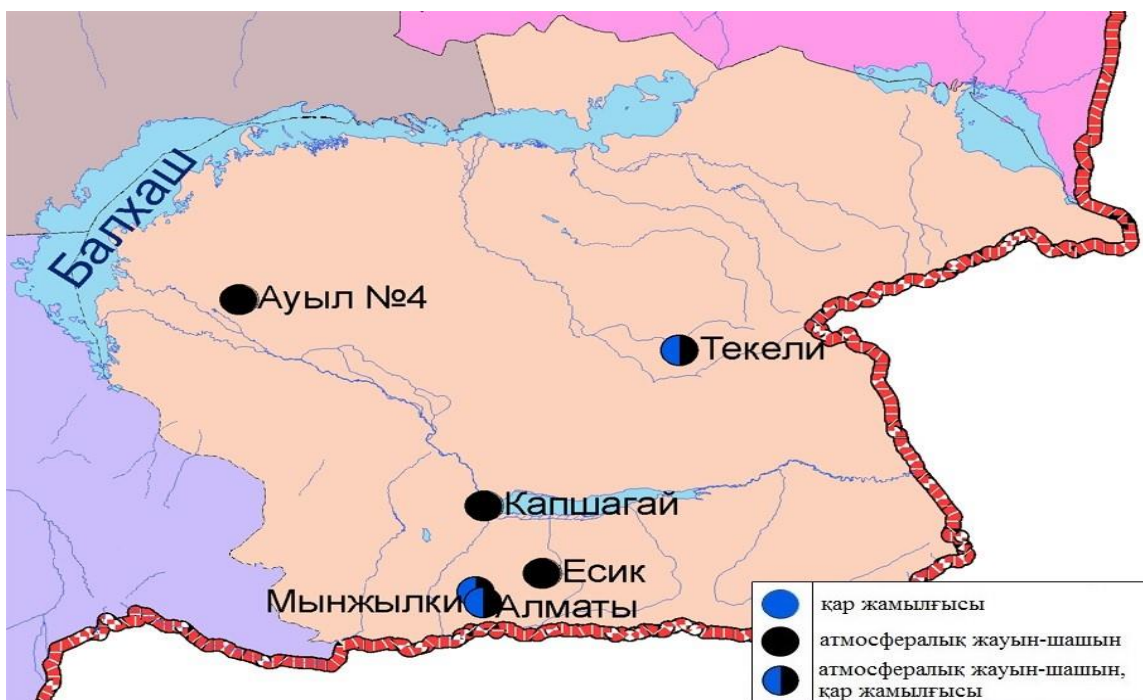 Балхаш
Ауыл №4
Текели
Капшагай
Есик
Мынжылки
Алматы
қар жамылғысы
атмосфералық жауын-шашын
атмосфералық жауын-шашын,
қар жамылғысы